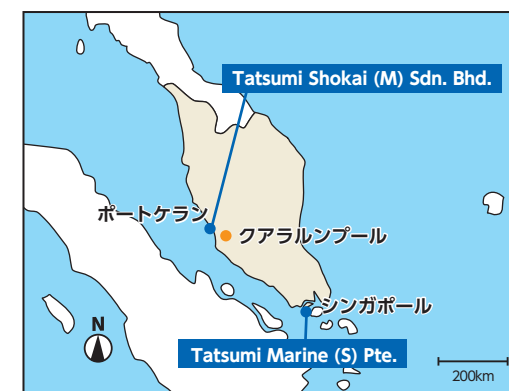 Tatsumi Shokai (M) Sdn. Bhd.
ポートケラン
クアラルンプール
シンガポール
N
Tatsumi Marine (S) Pte.
200km